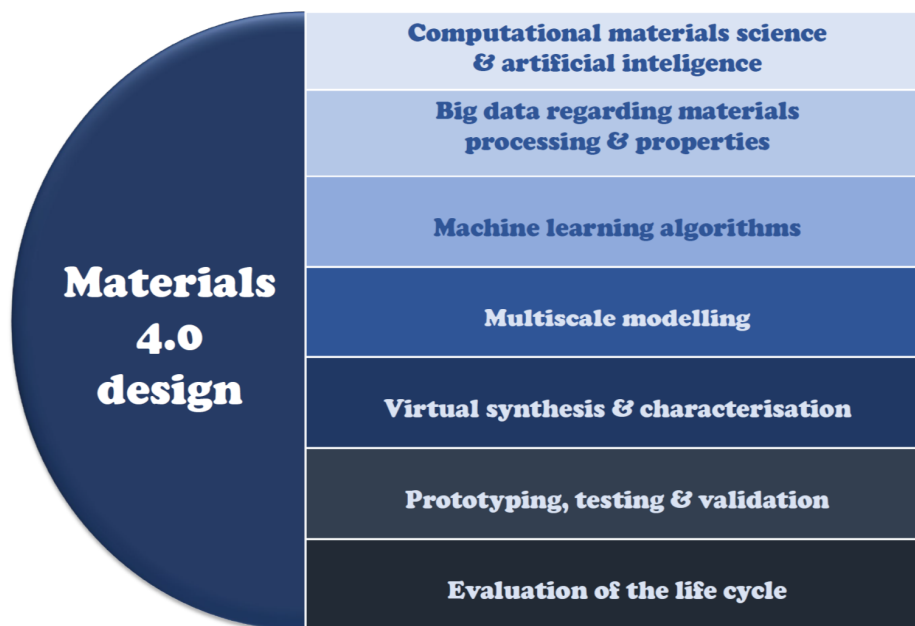 Materials
4.0
design
Computational materials science
& artificial inteligence
Big data regarding materials
processing & properties
Machine learning algorithms
Multiscale modelling
Virtual synthesis & characterisation
Prototyping, testing & validation
Evaluation of the life cycle